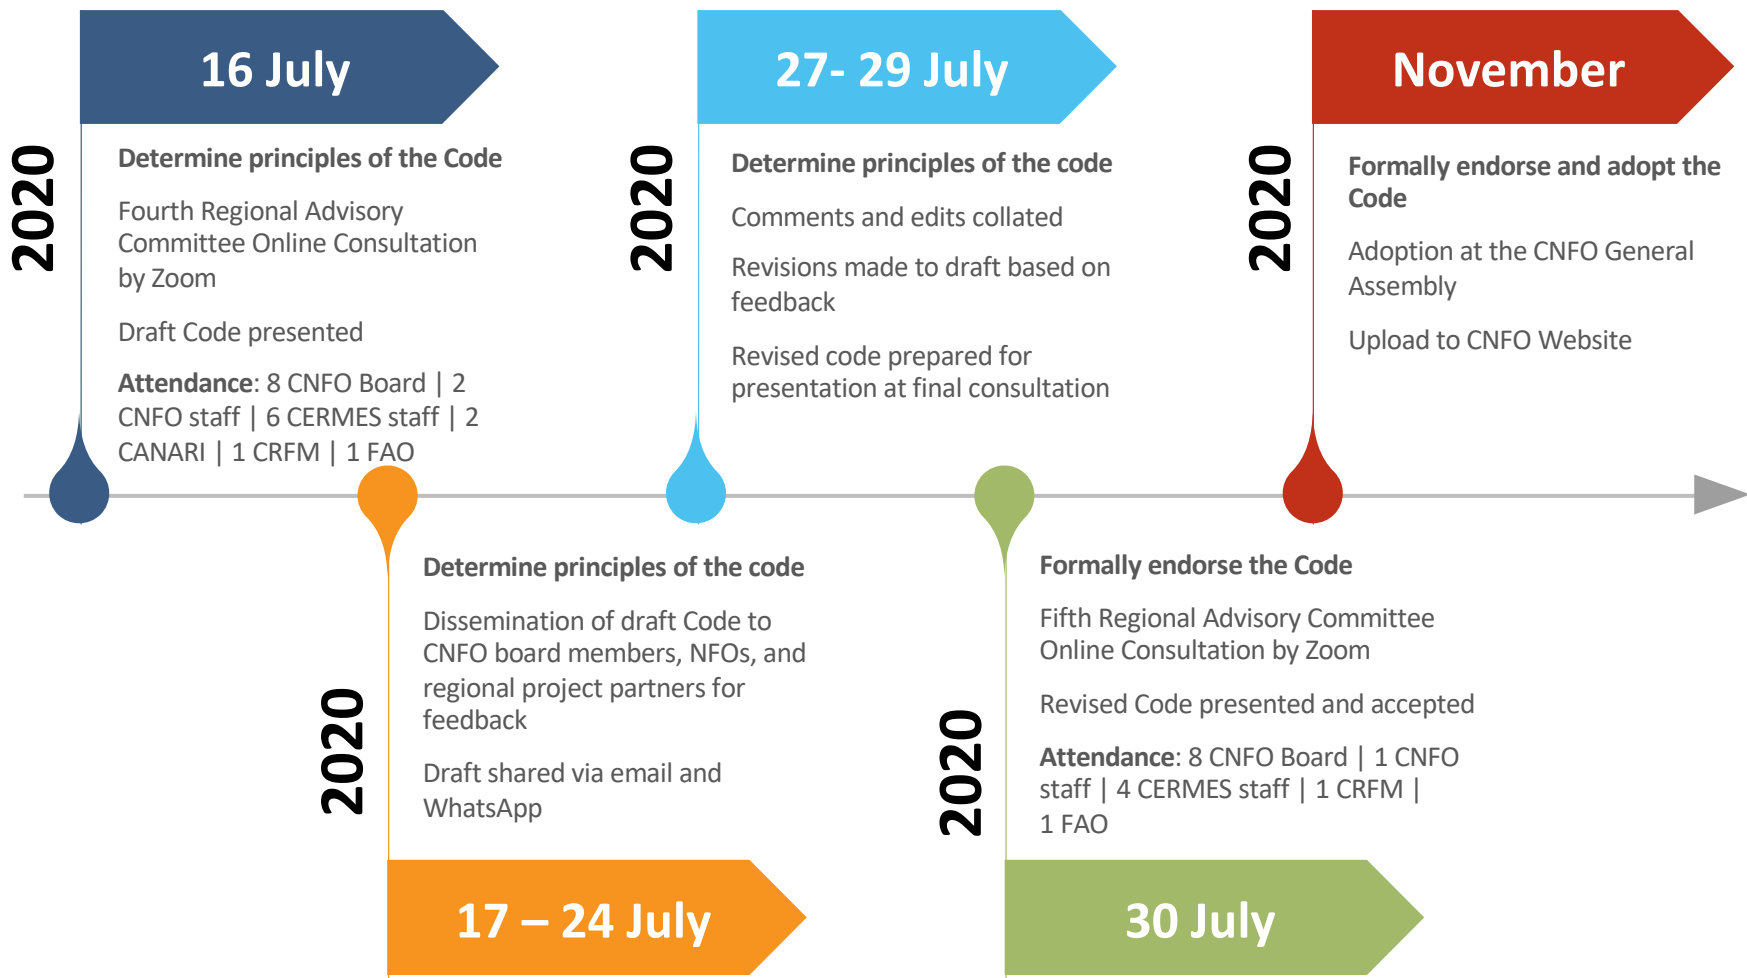 16 July
2020
Determine principles of the Code
Fourth Regional Advisory
Committee Online Consultation
by Zoom
Draft Code presented
Attendance: 8 CNFO Board | 2
CNFO staff | 6 CERMES staff | 2
CANARI | 1 CRFM | 1 FAO
2020
Determine principles of the code
Dissemination of draft Code to
CNFO board members, NFOs, and
regional project partners for
feedback
Draft shared via email and
WhatsApp
17 – 24 July
27- 29 July
2020
Determine principles of the code
Comments and edits collated
Revisions made to draft based on
feedback
Revised code prepared for
presentation at final consultation
2020
Formally endorse the Code
Fifth Regional Advisory Committee
Online Consultation by Zoom
Revised Code presented and accepted
Attendance: 8 CNFO Board | 1 CNFO
staff | 4 CERMES staff | 1 CRFM |
1 FAO
30 July
November
2020
Formally endorse and adopt the
Code
Adoption at the CNFO General
Assembly
Upload to CNFO Website